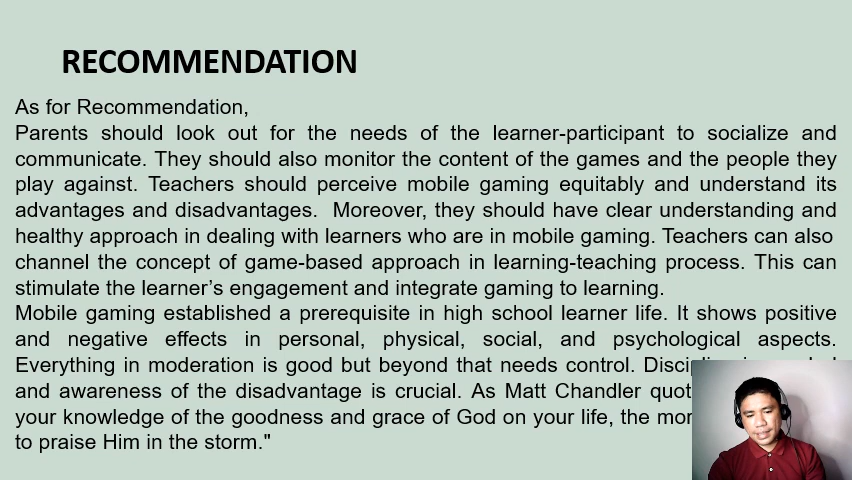 RECOMMENDATION
As for Recommendation,
Parents should look out for the needs of the learner-participant to socialize and
communicate. They should also monitor the content of the games and the people they
play against. Teachers should perceive mobile gaming equitably and understand its
advantages and disadvantages.  Moreover, they should have clear understanding and
healthy approach in dealing with learners who are in mobile gaming. Teachers can also
channel the concept of game-based approach in learning-teaching process. This can
stimulate the learner’s engagement and integrate gaming to learning.
Mobile gaming established a prerequisite in high school learner life. It shows positive
and negative effects in personal, physical, social, and psychological aspects.
Everything in moderation is good but beyond that needs control.
and awareness of the disadvantage is crucial. As Matt Chandler
your knowledge of the goodness and grace of God on your life, the
to praise Him in the storm."